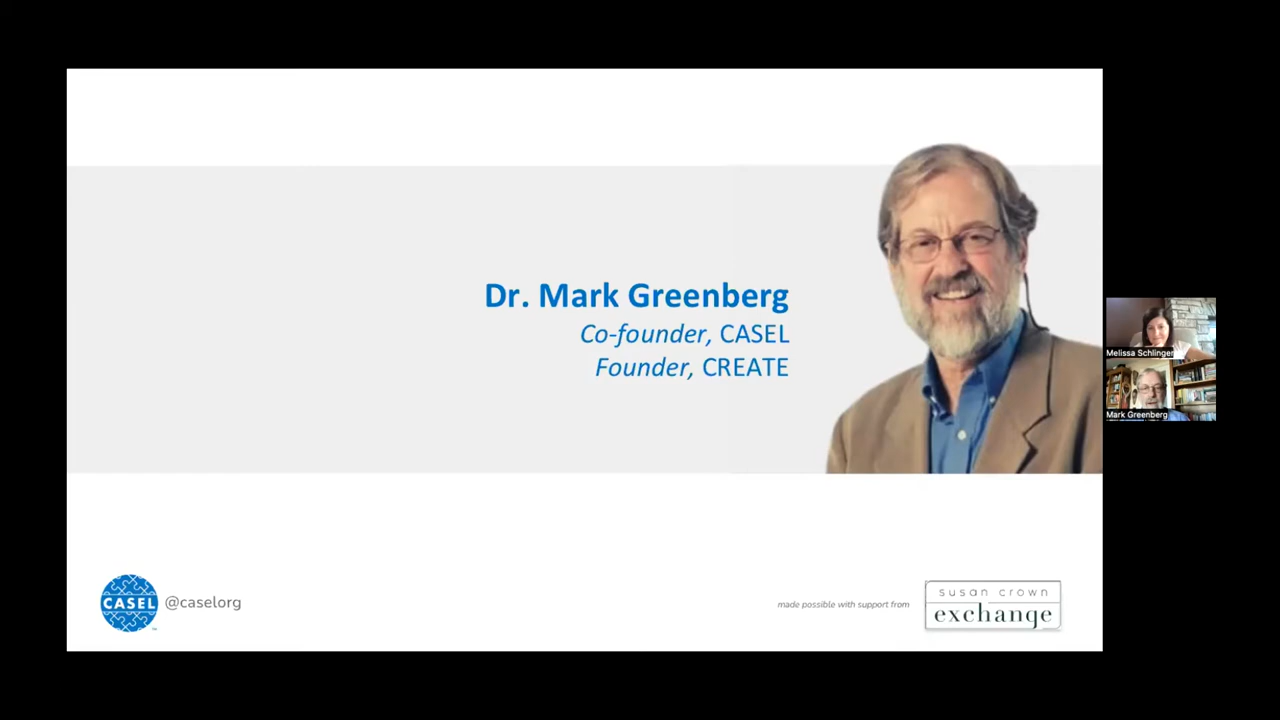 Dr. Mark Greenberg
Co-founder, CASEL
Founder, CREATE
Melissa Schlinger
Mark Greenberg
CASEL
@caselorg
made possible with support from
susan crown
exchange